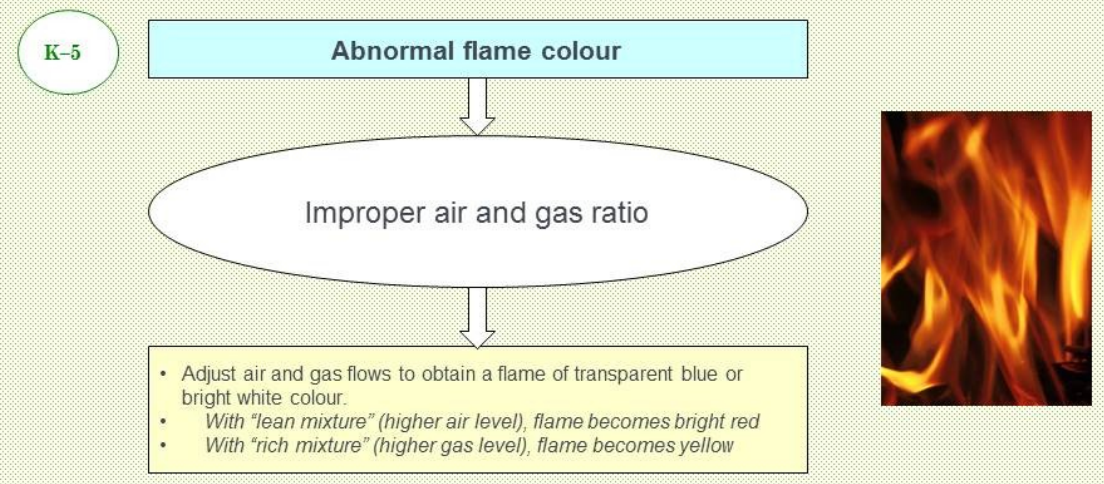 K–5
Abnormal flame colour
Improper air and gas ratio
• Adjust air and gas flows to obtain a flame of transparent blue or
bright white colour.
• With “lean mixture” (higher air level), flame becomes bright red
• With “rich mixture” (higher gas level), flame becomes yellow